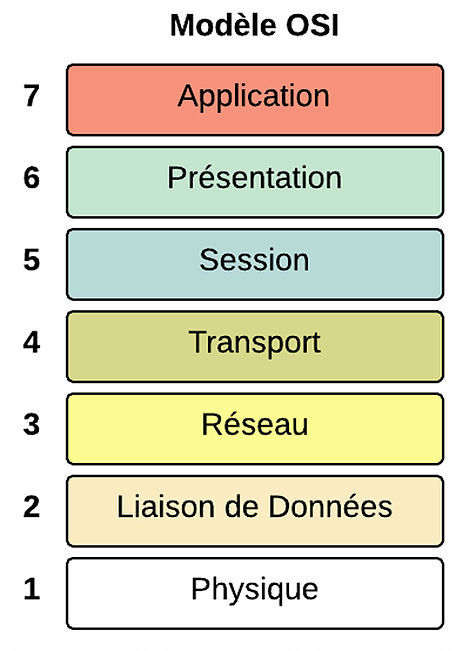 Modèle OSI
7 Application
6 Présentation
5 Session
4 Transport
3 Réseau
2 Liaison de Données
1 Physique